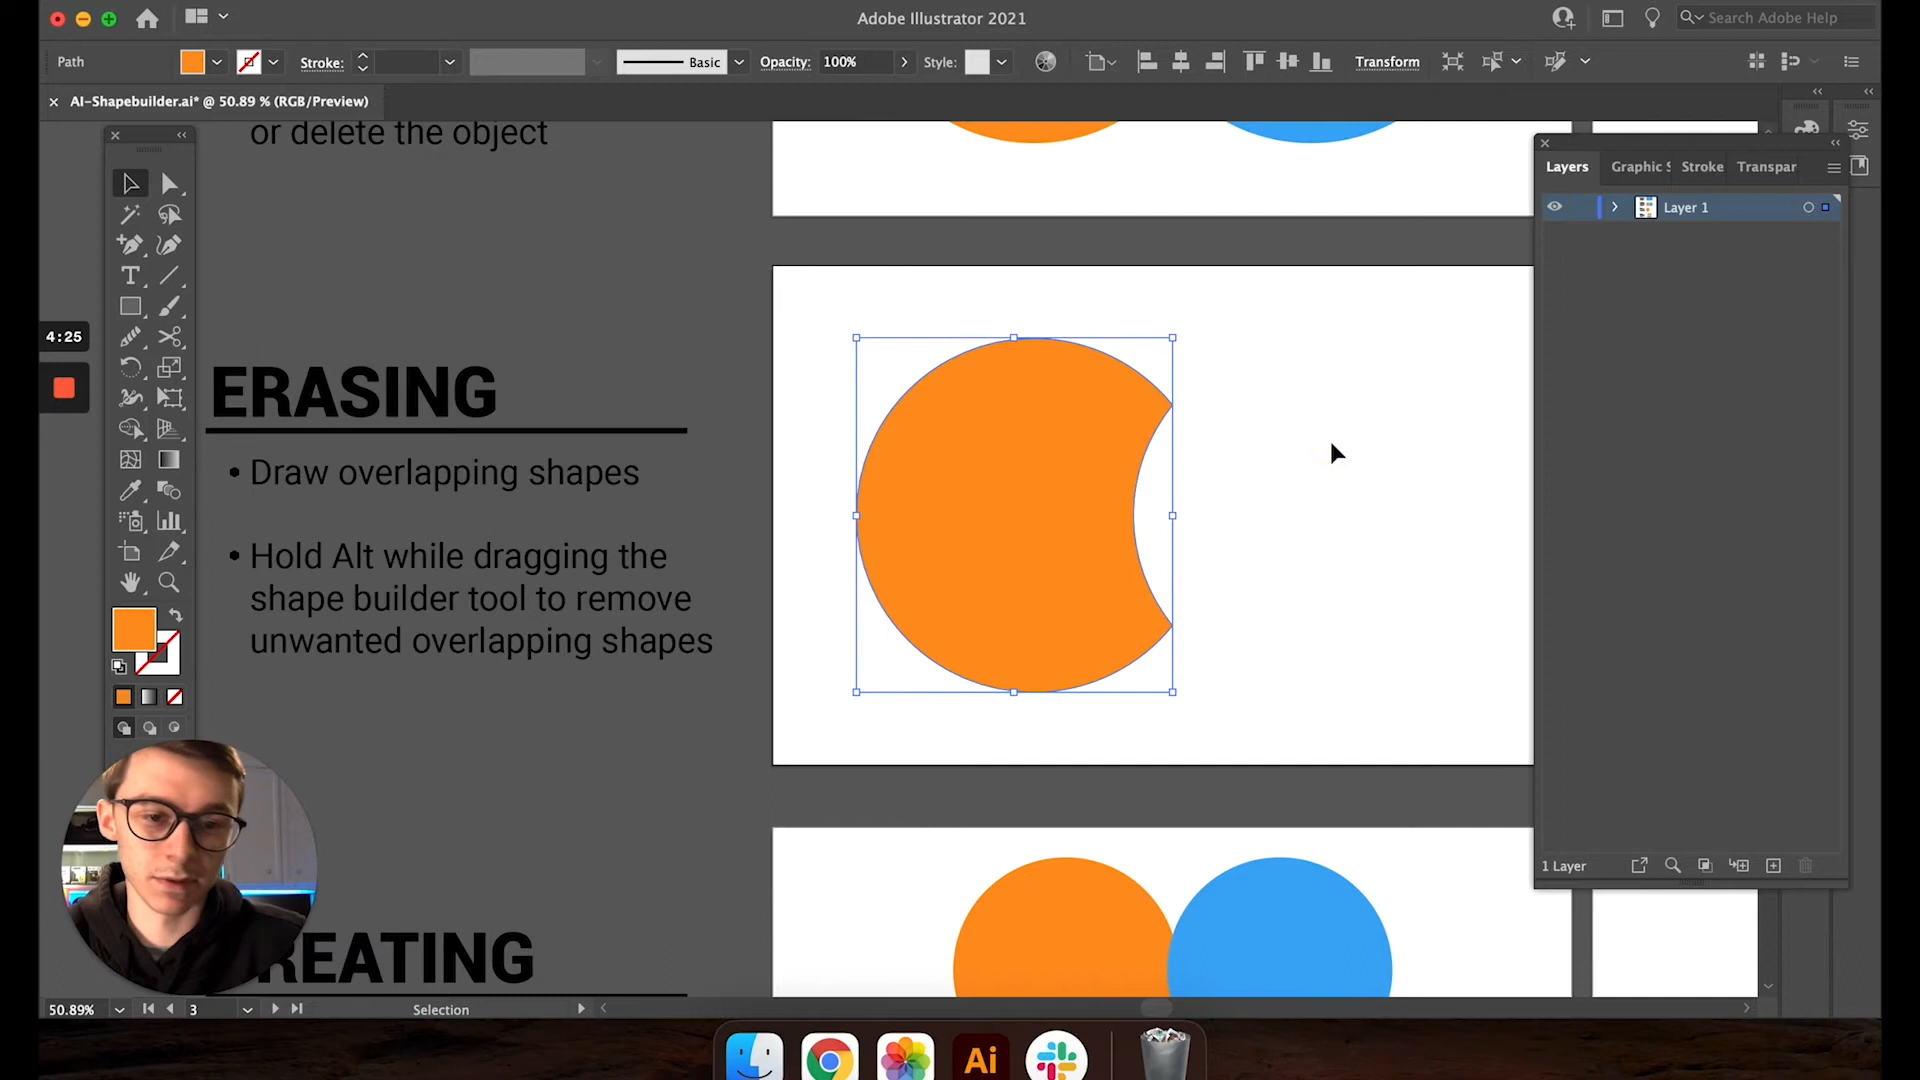 Adobe Illustrator 2021
Search Adobe Help
Path
Stroke:
Basic
Opacity: 100%
Style:
Transform
× AI-Shapebuilder.ai* @ 50.89 % (RGB/Preview)
or delete the object
Layers
Graphic S
Stroke
Transpar
Layer 1
4:25
ERASING
• Draw overlapping shapes
• Hold Alt while dragging the
shape builder tool to remove
unwanted overlapping shapes
1 Layer
REATING
50.89%
3
Selection
Ai